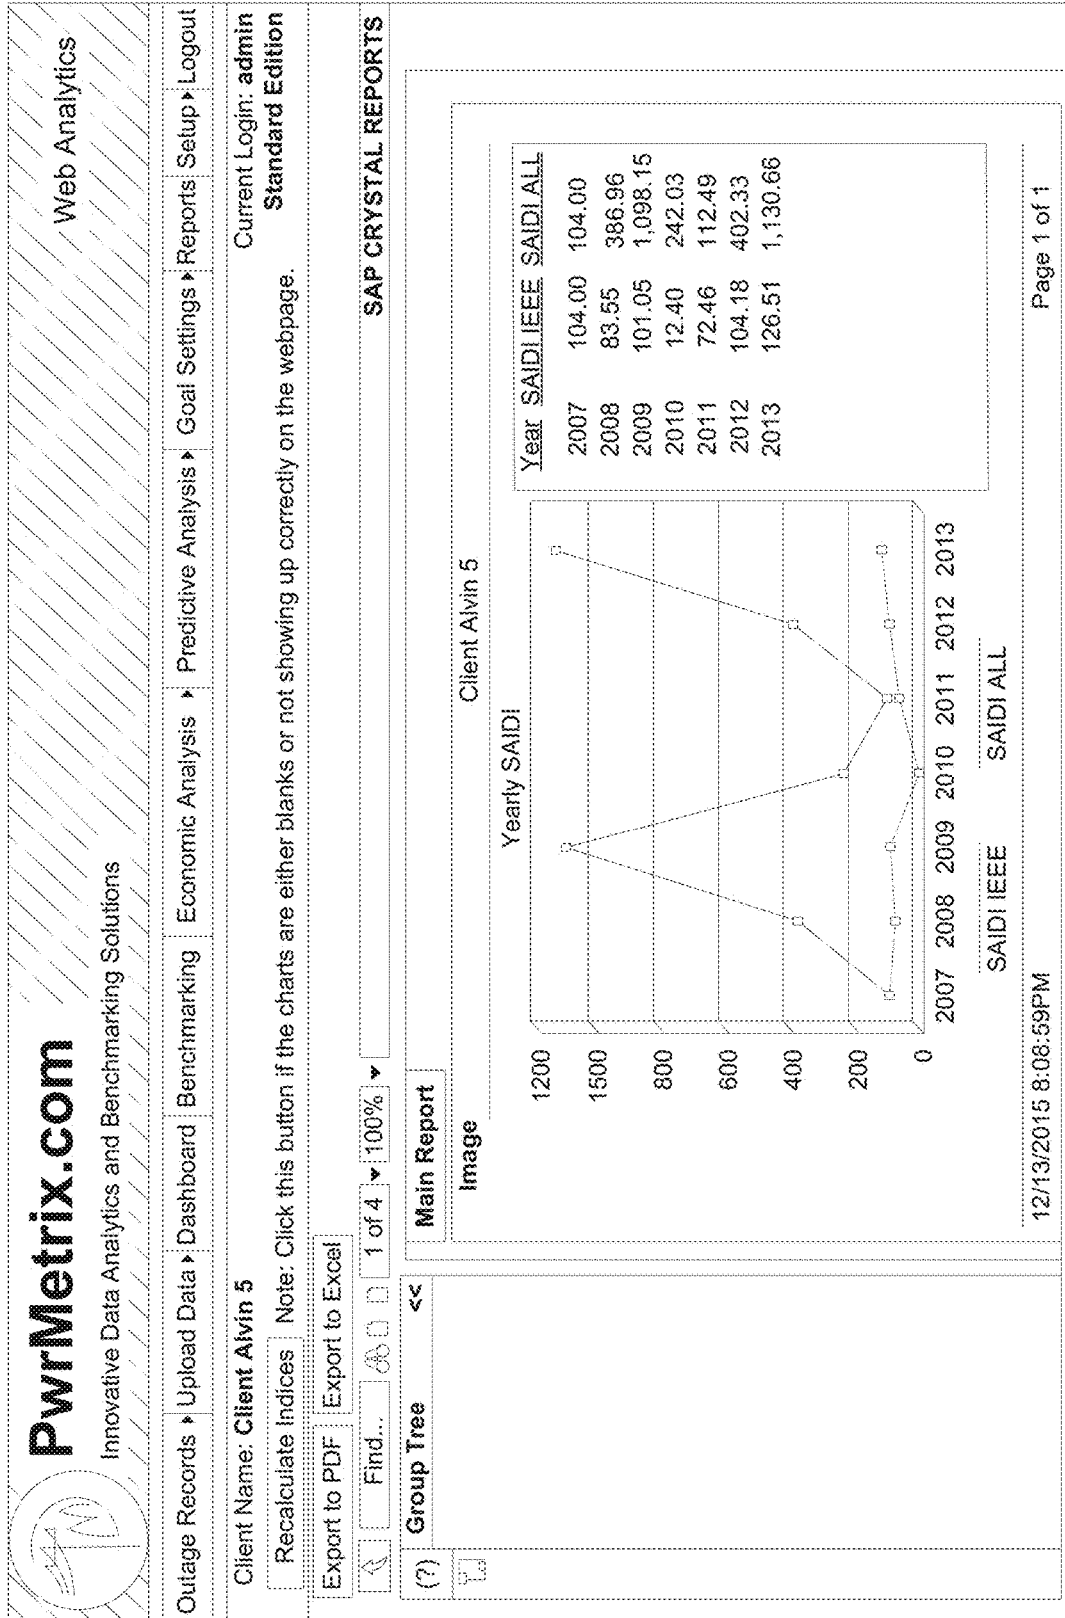 PwrMetrix.com
Innovative Data Analytics and Benchmarking Solutions
Web Analytics
Outage Records Upload Data Dashboard Benchmarking Economic Analysis Predictive Analysis Goal Settings Reports Setup Logout
Client Name: Client Alvin 5
Current Login: admin
Recalculate Indices Note: Click this button if the charts are either blanks or not showing up correctly on the webpage.
Standard Edition
Export to PDF Export to Excel
Find... 1 of 4 100%
SAP CRYSTAL REPORTS
(?) Group Tree <<
Main Report
Image
Client Alvin 5
Yearly SAIDI
1200
1500
800
600
400
200
0
2007 2008 2009 2010 2011 2012 2013
SAIDI IEEE SAIDI ALL
Year SAIDI IEEE SAIDI ALL
2007 104.00 104.00
2008 83.55 386.96
2009 101.05 1,098.15
2010 12.40 242.03
2011 72.46 112.49
2012 104.18 402.33
2013 126.51 1,130.66
12/13/2015 8:08:59PM
Page 1 of 1